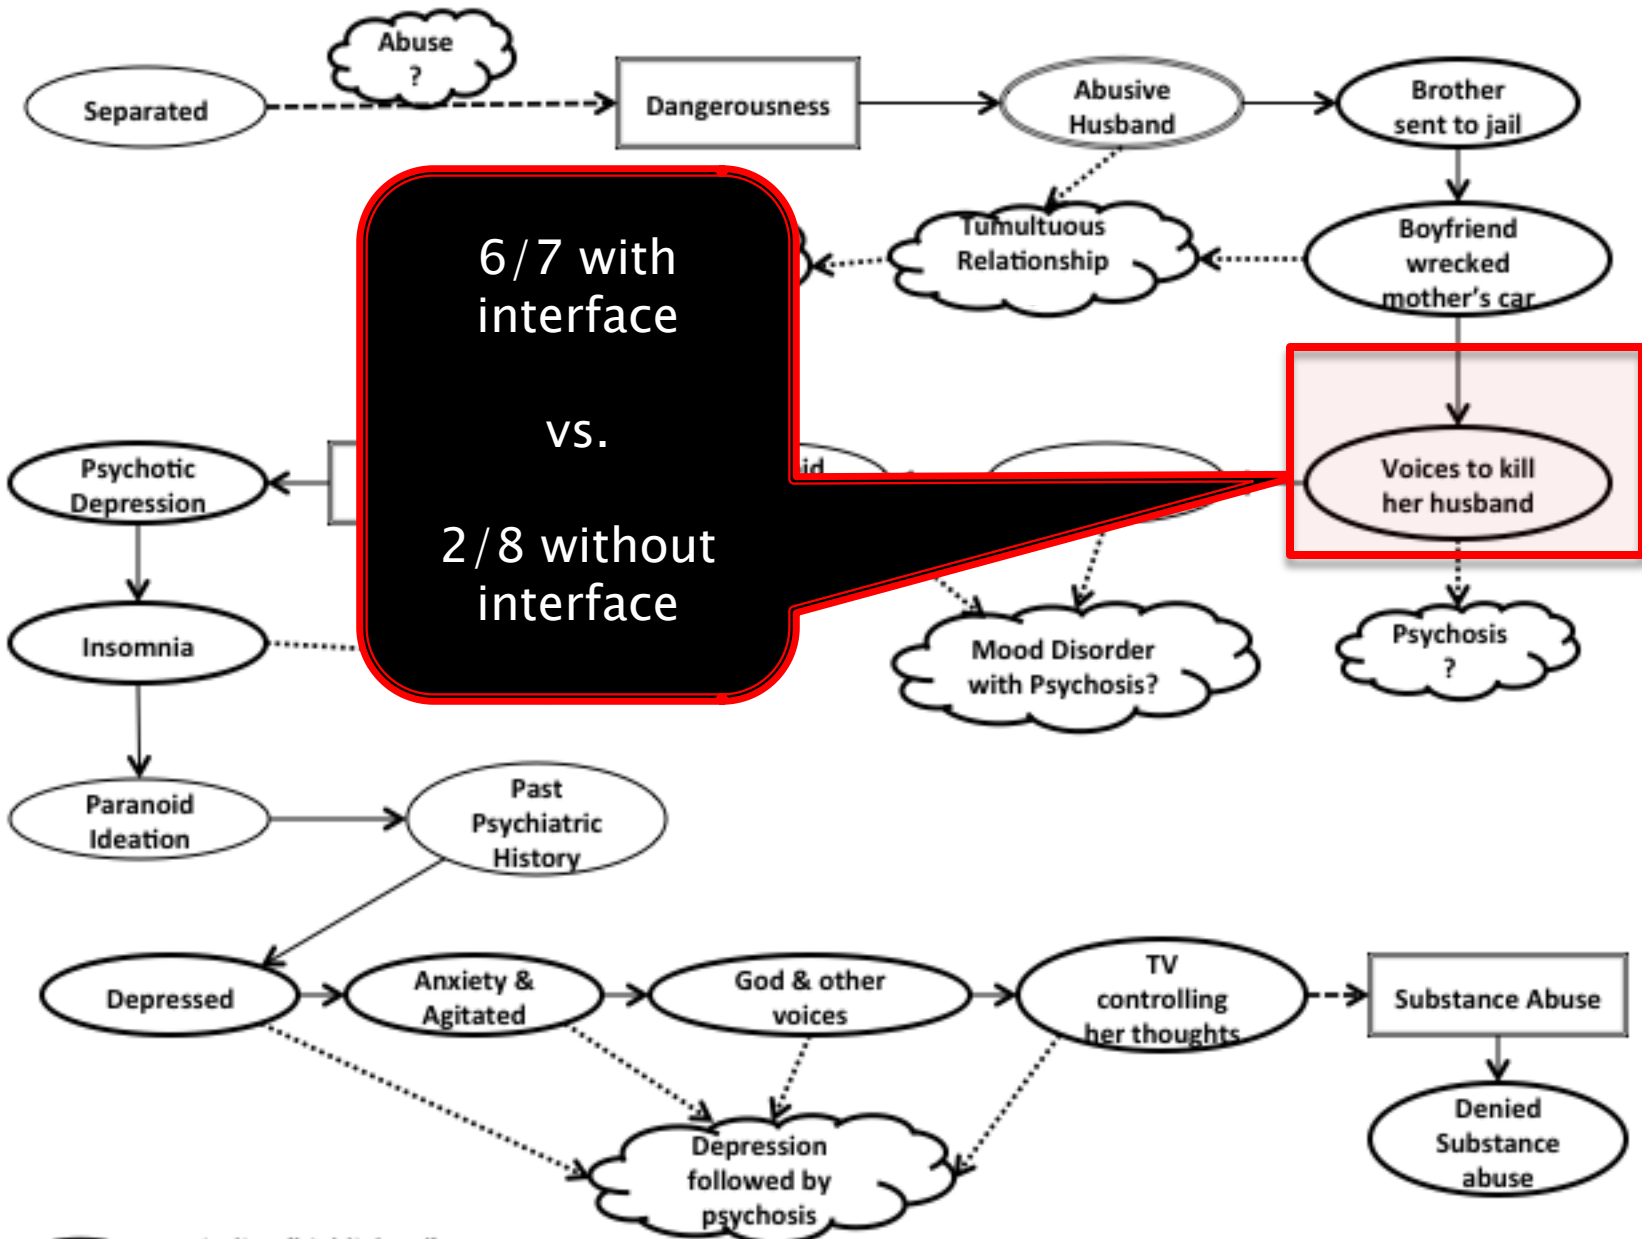 Abuse
?
Separated
Dangerousness
Abusive
Husband
Brother
sent to jail
Tumultuous
Relationship
Boyfriend
wrecked
mother's car
6/7 with
interface
vs.
2/8 without
interface
Psychotic
Depression
Voices to kill
her husband
Insomnia
Mood Disorder
with Psychosis?
Psychosis
?
Paranoid
Ideation
Past
Psychiatric
History
Depressed
Anxiety &
Agitated
God & other
voices
TV
controlling
her thoughts
Substance Abuse
Depression
followed by
psychosis
Denied
Substance
abuse